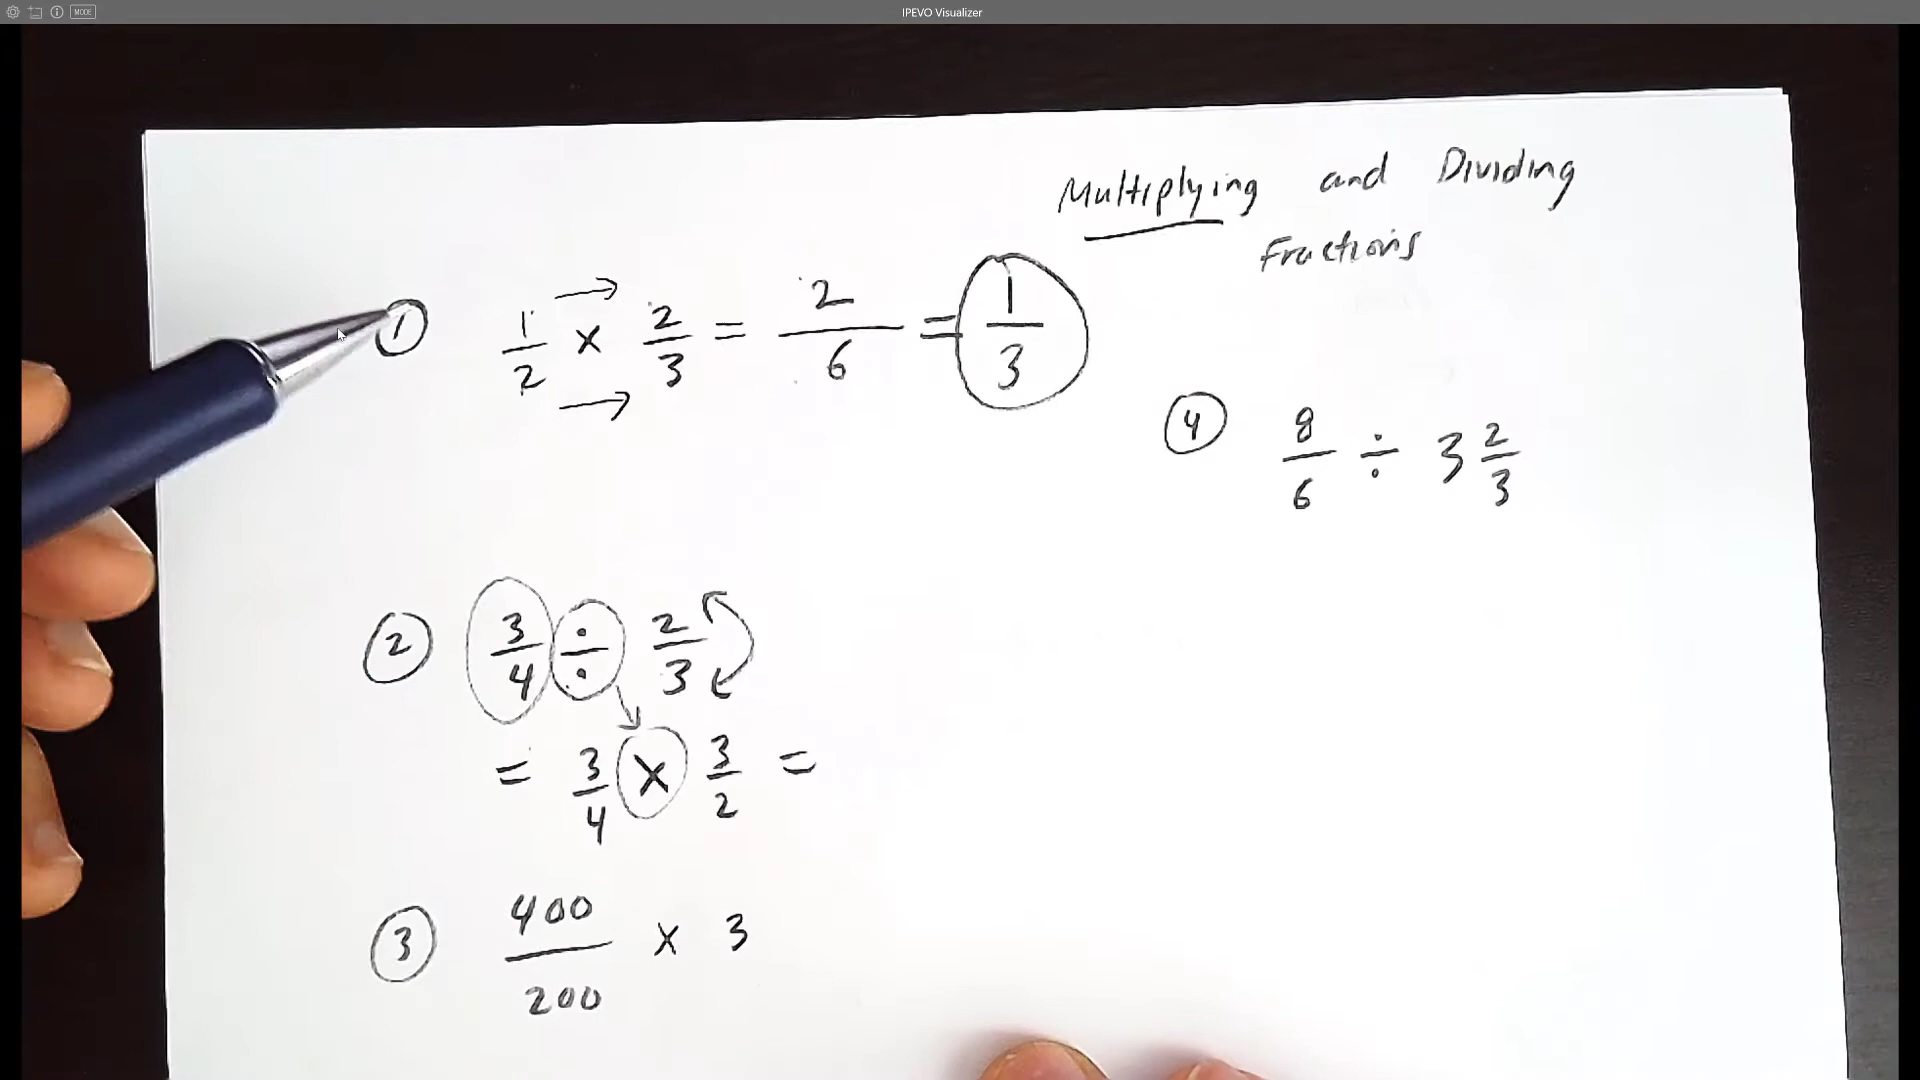 MODE
IPEVO Visualizer
Multiplying and Dividing
Fractions
① 1/2 × 2/3 = 2/6 = 1/3
② 3/4 ÷ 2/3
= 3/4 × 3/2 =
③ 400/200 × 3
④ 8/6 ÷ 3 2/3